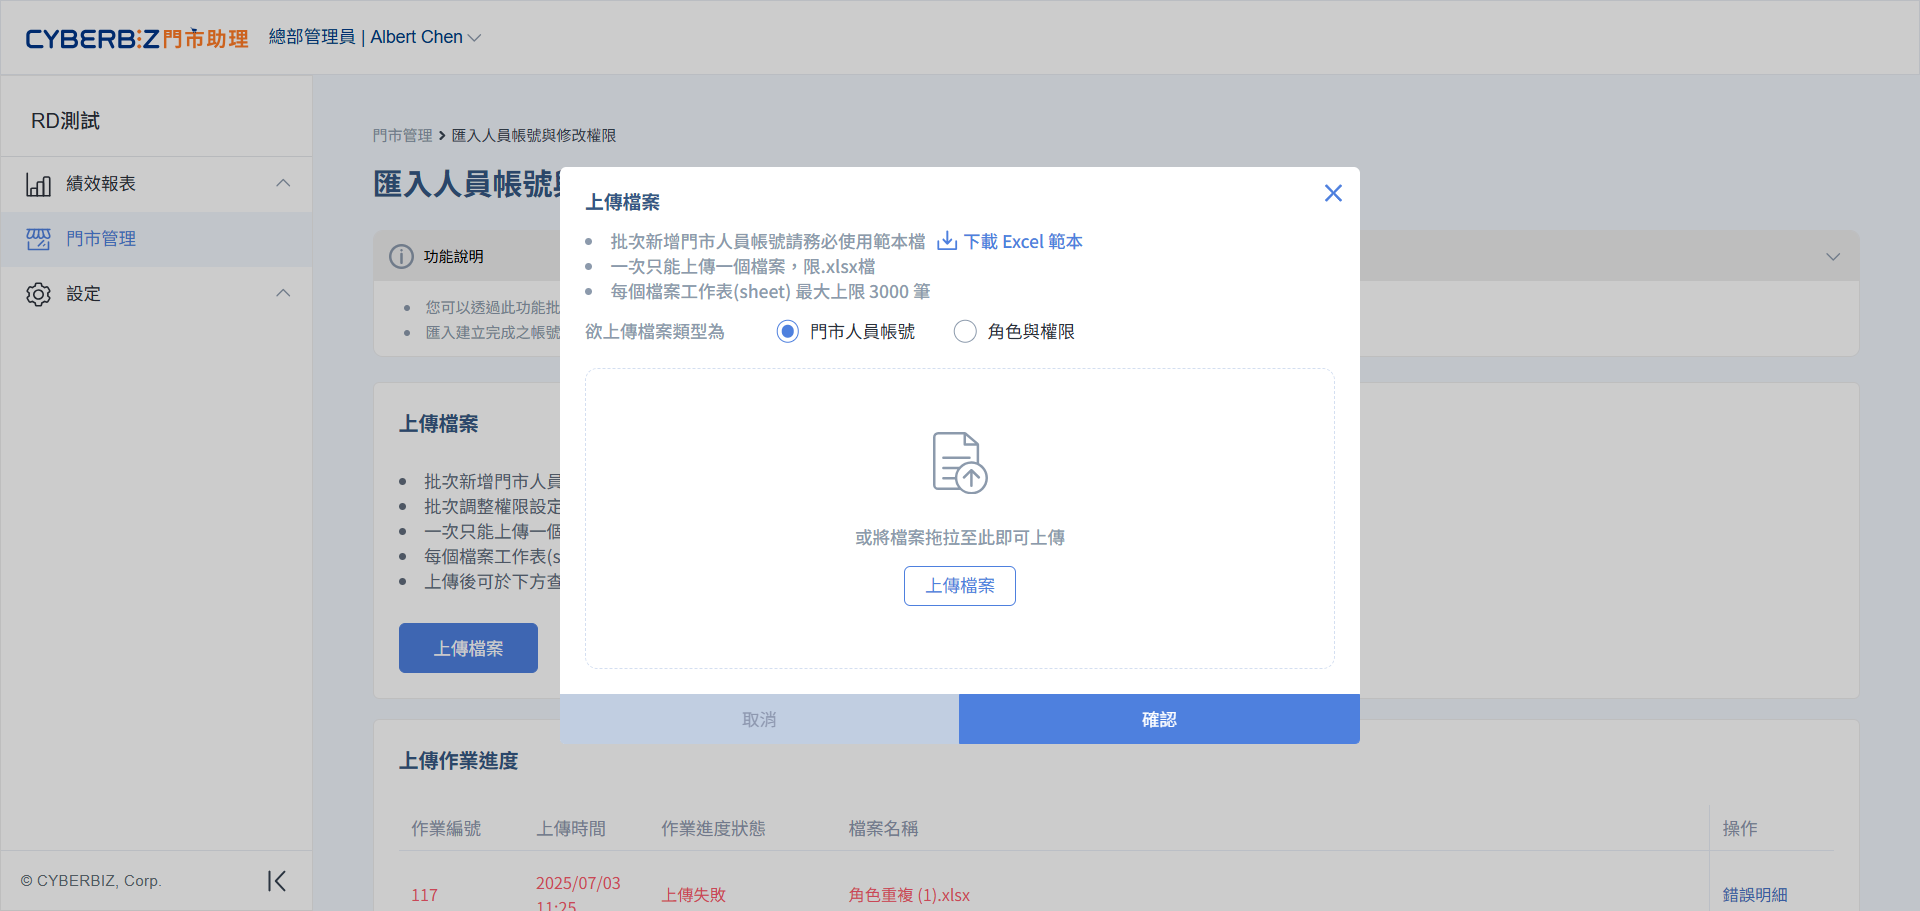 CYBERBIZ門市助理 總部管理員 | Albert Chen
RD測試
績效報表
門市管理
設定
© CYBERBIZ, Corp.
門市管理 > 匯入人員帳號與修改權限
匯入人員帳號
功能說明
您可以透過此功能批
匯入建立完成之帳號
上傳檔案
批次新增門市人員
批次調整權限設定
一次只能上傳一個
每個檔案工作表(s
上傳後可於下方查
上傳檔案
上傳檔案
批次新增門市人員帳號請務必使用範本檔 下載 Excel 範本
一次只能上傳一個檔案，限.xlsx檔
每個檔案工作表(sheet) 最大上限 3000 筆
欲上傳檔案類型為 門市人員帳號 角色與權限
或將檔案拖拉至此即可上傳
上傳檔案
取消 確認
上傳作業進度
作業編號 上傳時間 作業進度狀態 檔案名稱 操作
117 2025/07/03 11:25 上傳失敗 角色重複 (1).xlsx 錯誤明細